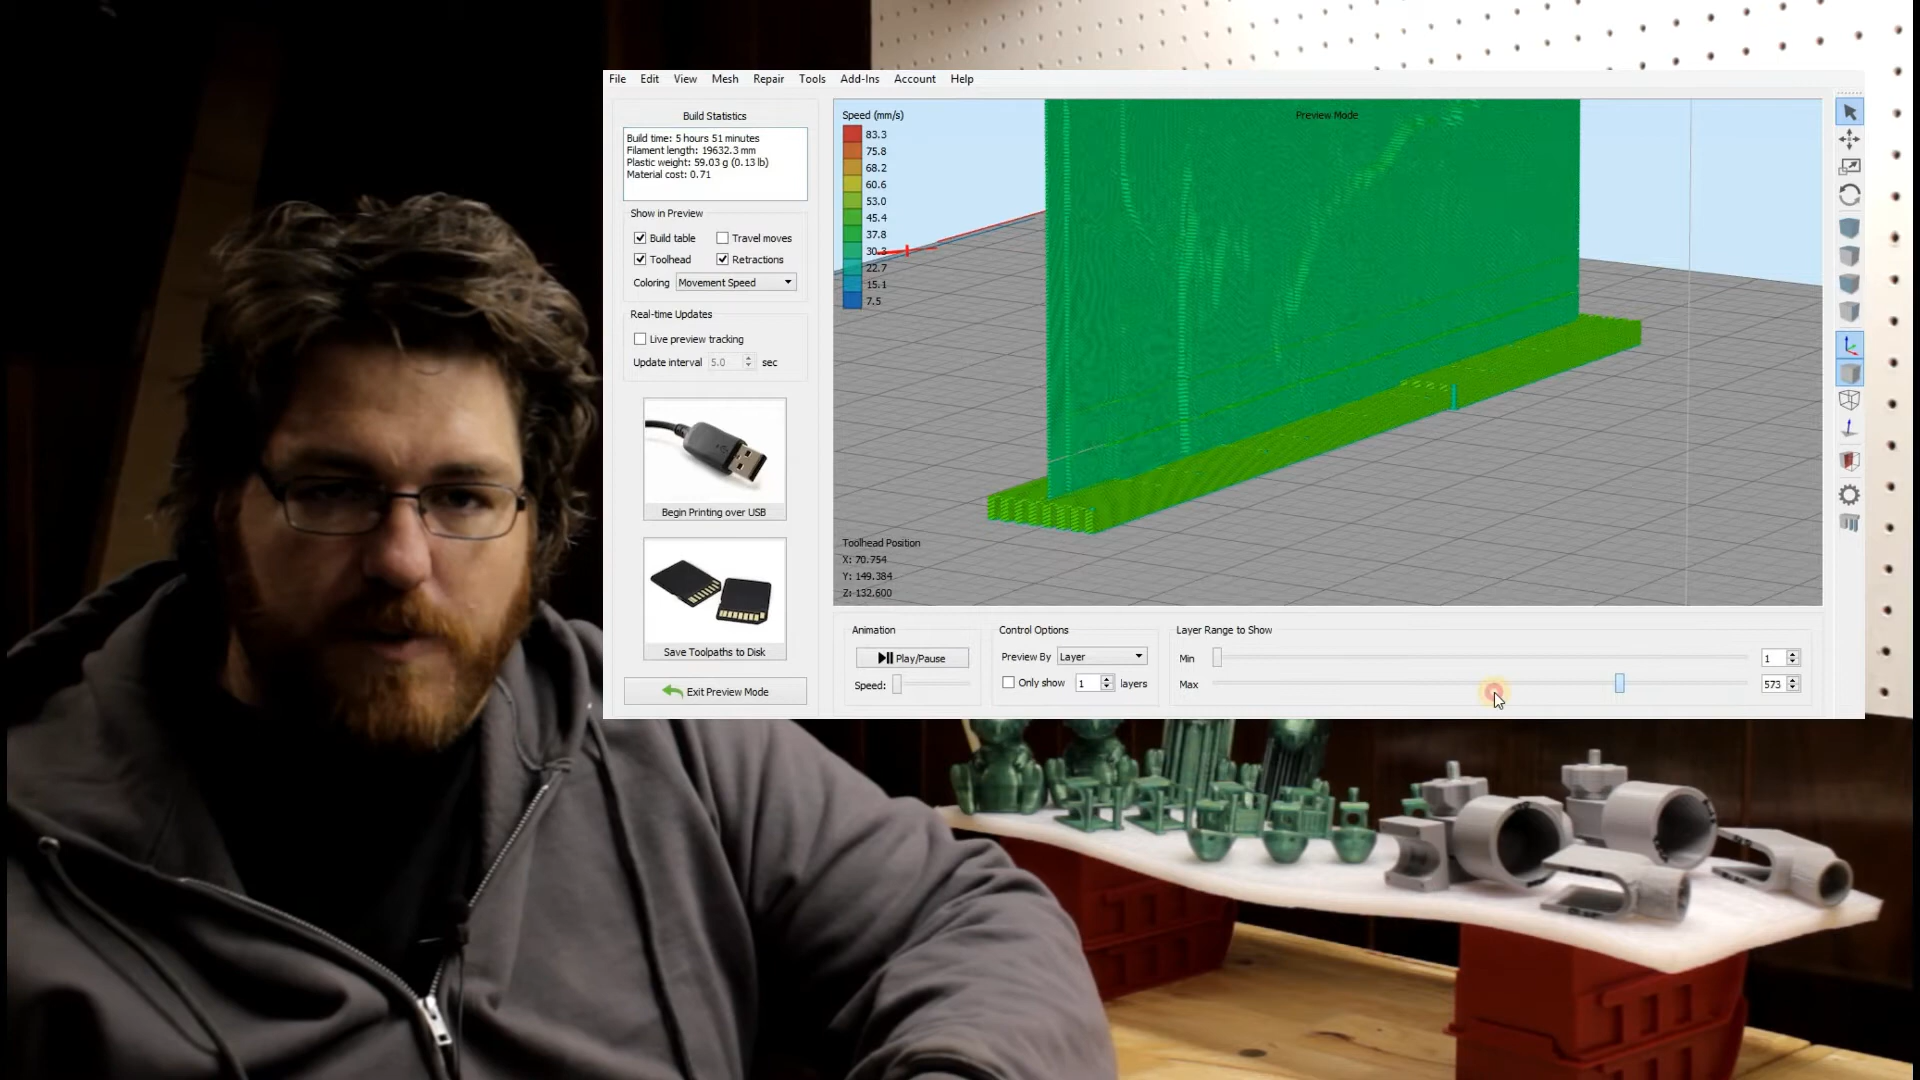 File Edit View Mesh Repair Tools Add-Ins Account Help
Build Statistics
Build time: 5 hours 51 minutes
Filament length: 19632.3 mm
Plastic weight: 59.03 g (0.13 lb)
Material cost: 0.71
Show in Preview
Build table Travel moves
Toolhead Retractions
Coloring Movement Speed
Real-time Updates
Live preview tracking
Update interval 5.0 sec
Begin Printing over USB
Save Toolpaths to Disk
Exit Preview Mode
Speed (mm/s)
Preview Mode
83.3
75.8
68.2
60.6
53.0
45.4
37.8
30.3
22.7
15.1
7.5
Toolhead Position
X: 70.754
Y: 149.384
Z: 132.600
Animation
Play/Pause
Speed:
Control Options
Preview By Layer
Only show 1 layers
Layer Range to Show
Min 1
Max 573